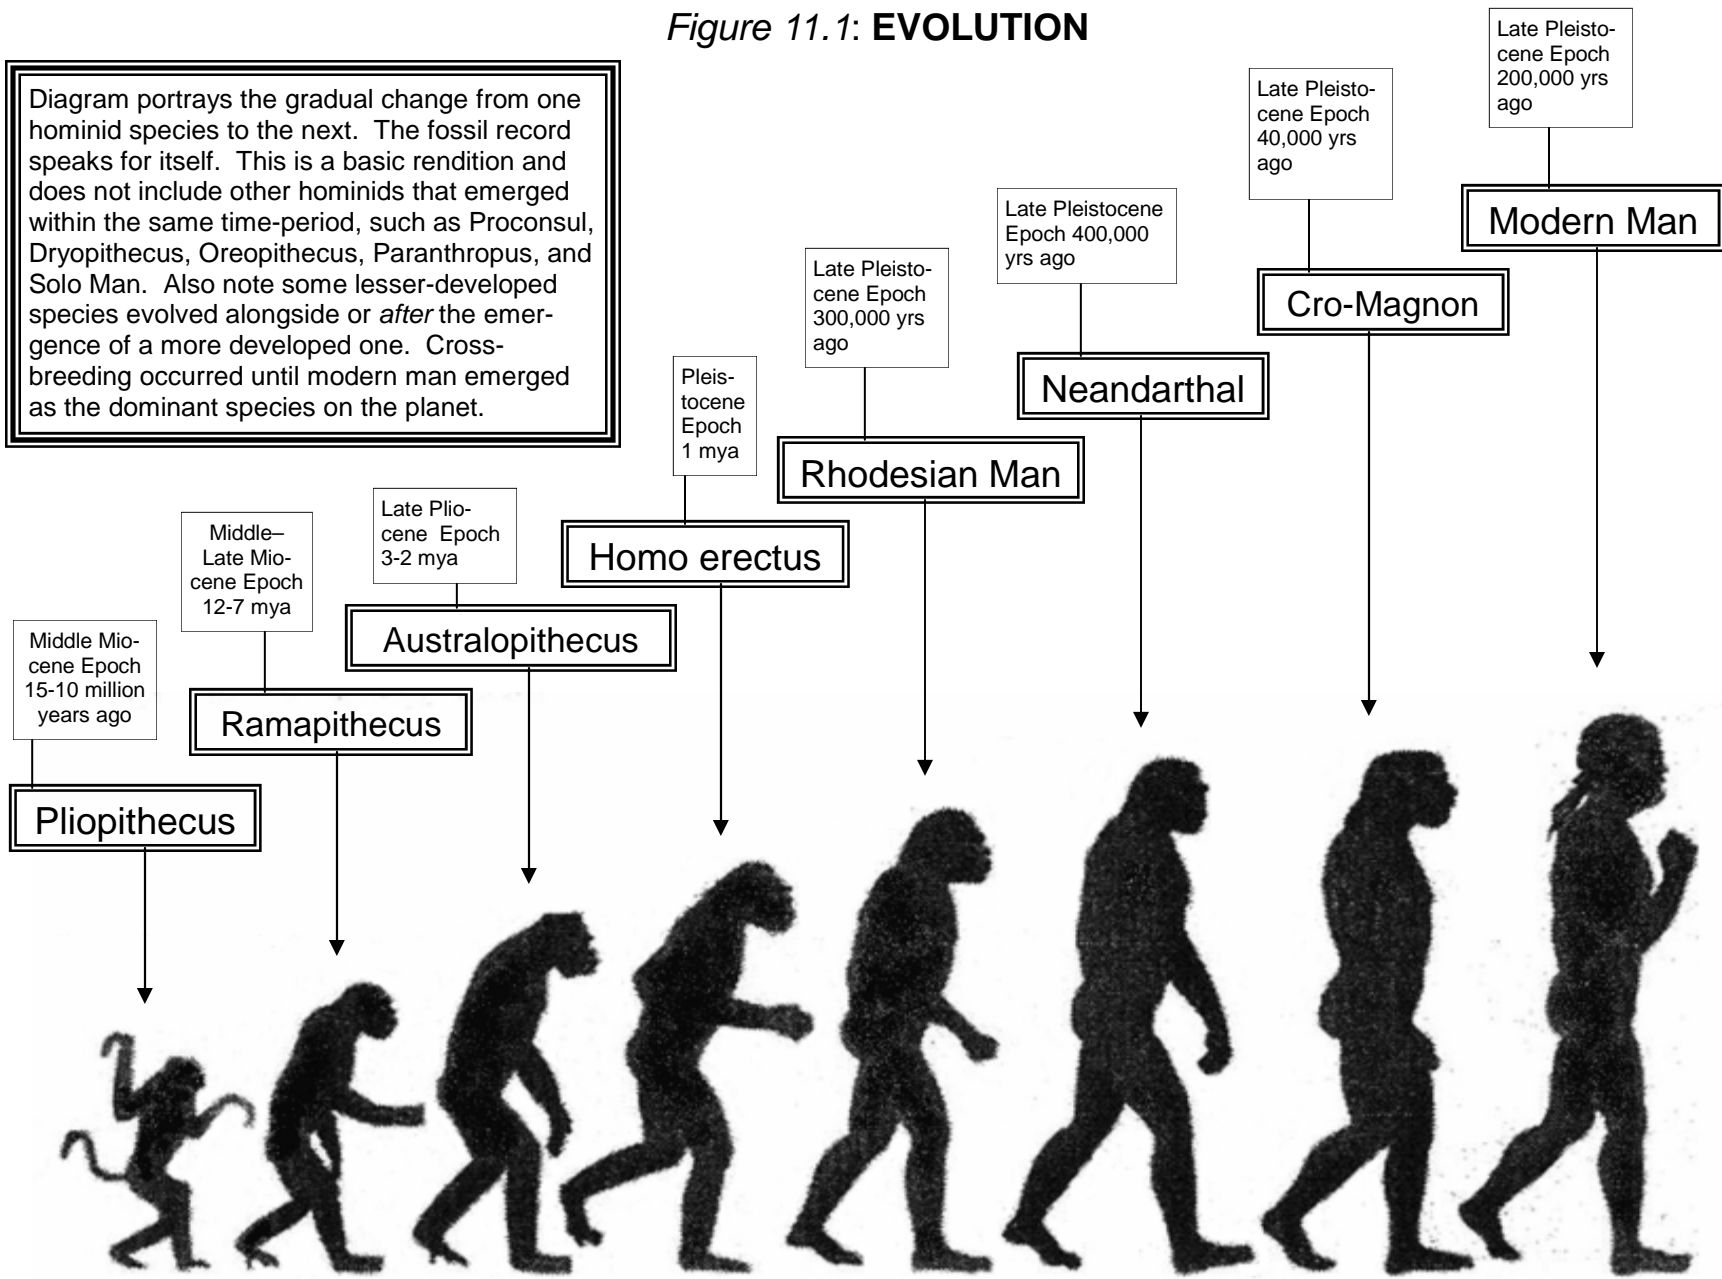 Figure 11.1: EVOLUTION
Diagram portrays the gradual change from one
hominid species to the next.  The fossil record
speaks for itself.  This is a basic rendition and
does not include other hominids that emerged
within the same time-period, such as Proconsul,
Dryopithecus, Oreopithecus, Paranthropus, and
Solo Man.  Also note some lesser-developed
species evolved alongside or after the emer-
gence of a more developed one.  Cross-
breeding occurred until modern man emerged
as the dominant species on the planet.
Middle Mio-
cene Epoch
15-10 million
years ago
Pliopithecus
Middle–
Late Mio-
cene Epoch
12-7 mya
Ramapithecus
Late Plio-
cene  Epoch
3-2 mya
Australopithecus
Pleis-
tocene
Epoch
1 mya
Homo erectus
Late Pleisto-
cene Epoch
300,000 yrs
ago
Rhodesian Man
Late Pleistocene
Epoch 400,000
yrs ago
Neandarthal
Late Pleisto-
cene Epoch
40,000 yrs
ago
Cro-Magnon
Late Pleisto-
cene Epoch
200,000 yrs
ago
Modern Man